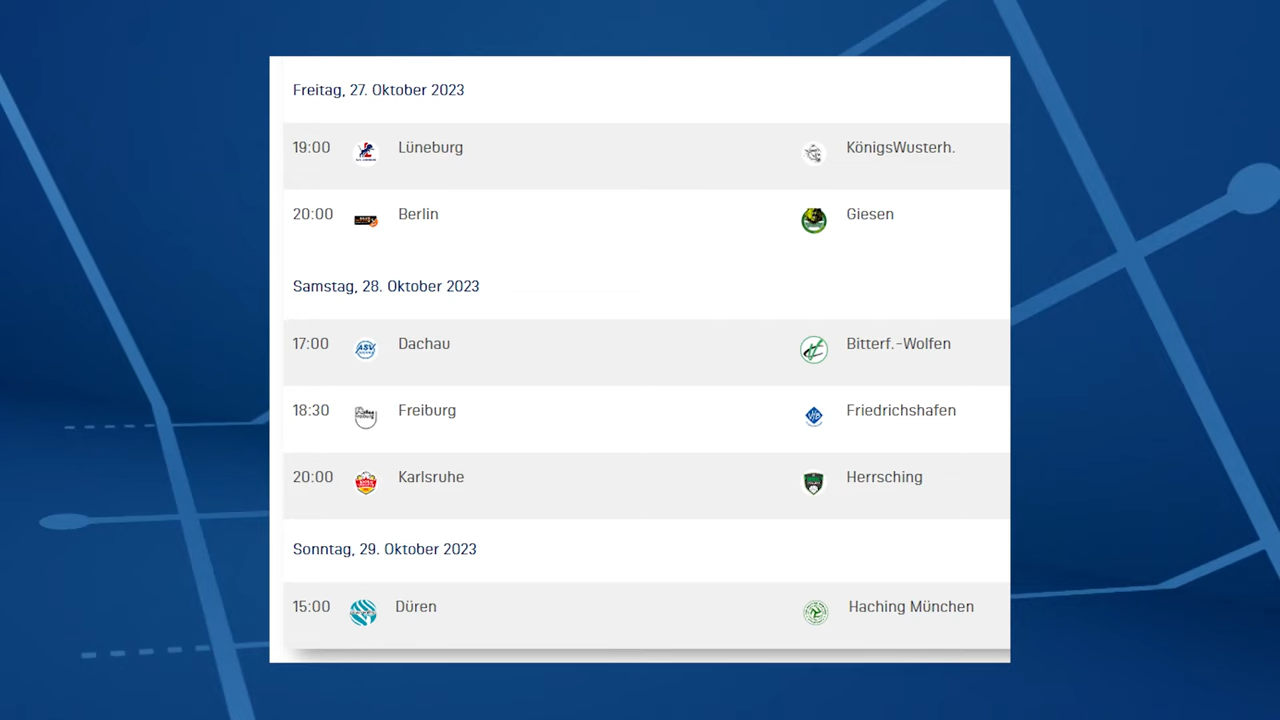 Freitag, 27. Oktober 2023
19:00 Lüneburg KönigsWusterh.
20:00 Berlin Giesen
Samstag, 28. Oktober 2023
17:00 ASV Dachau Bitterf.-Wolfen
18:30 Freiburg Friedrichshafen
20:00 Karlsruhe Herrsching
Sonntag, 29. Oktober 2023
15:00 Düren Haching München